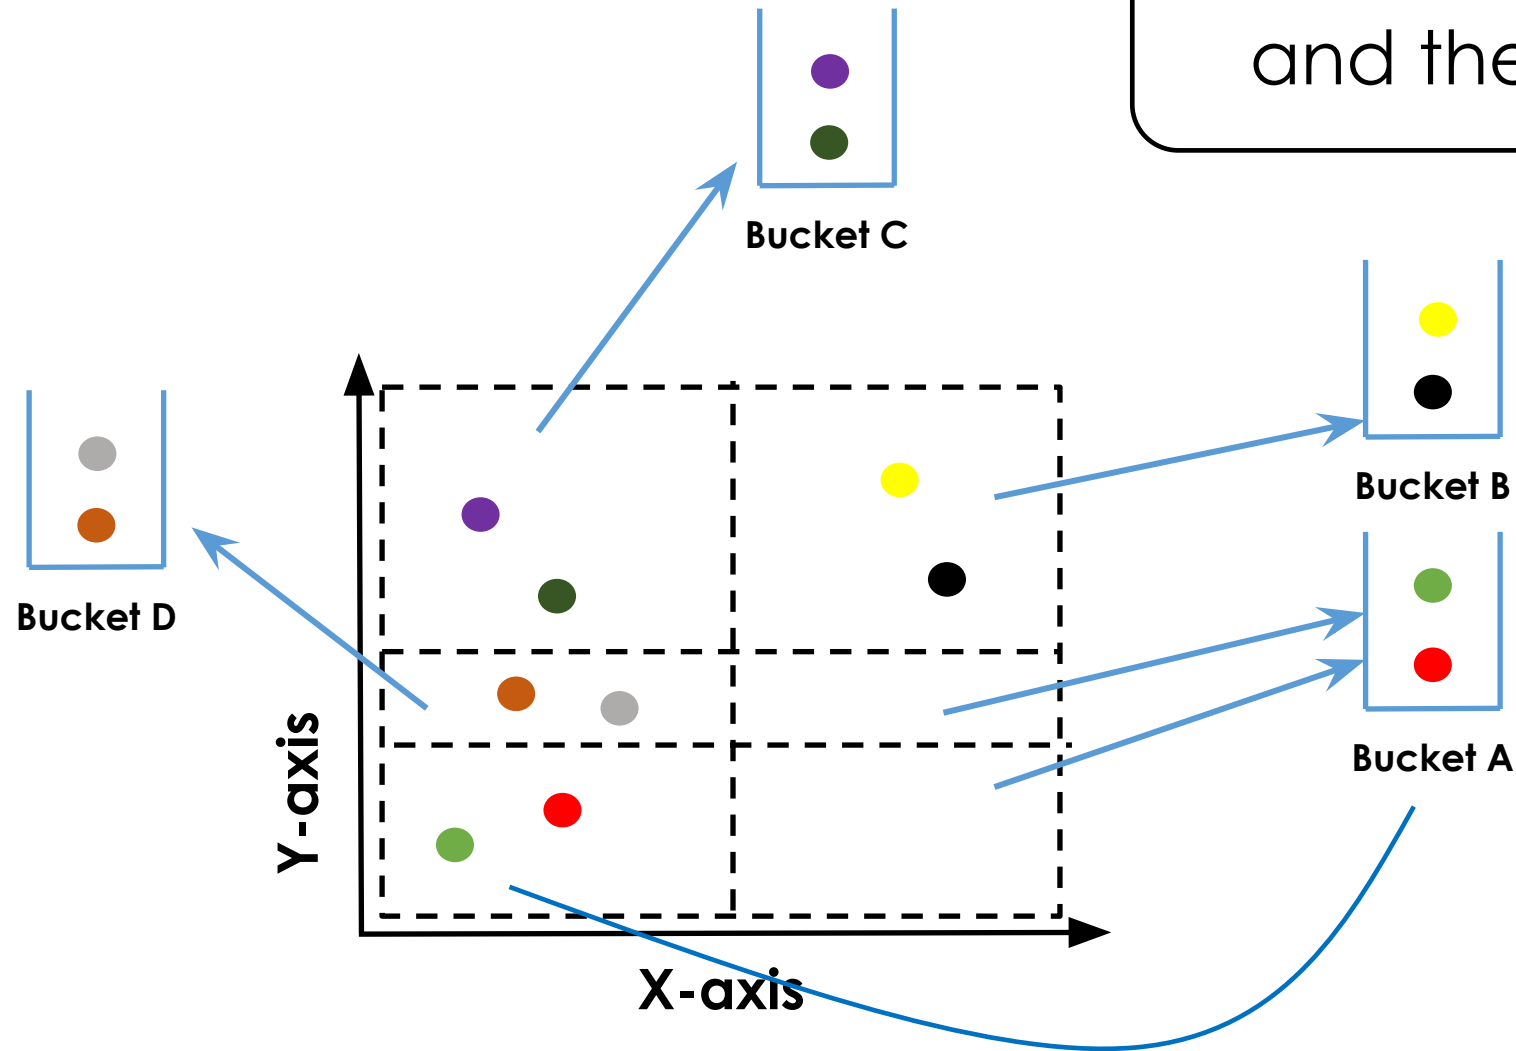 and the
Bucket C
Bucket B
Bucket D
Bucket A
Y-axis
X-axis